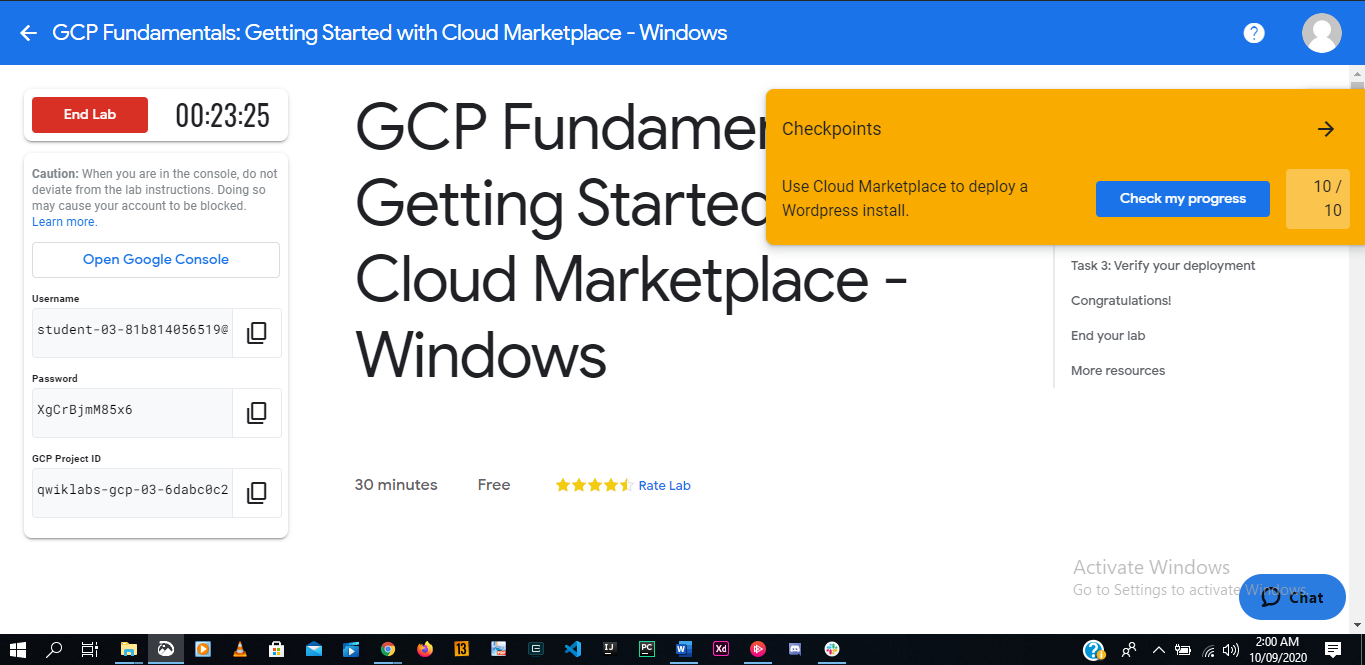 GCP Fundamentals: Getting Started with Cloud Marketplace - Windows
?
End Lab
00:23:25
Caution: When you are in the console, do not
deviate from the lab instructions. Doing so
may cause your account to be blocked.
Learn more.
Open Google Console
Username
student-03-81b814056519@
Password
XgCrBjmM85x6
GCP Project ID
qwiklabs-gcp-03-6dabc0c2
GCP Fundamen
Getting Started
Cloud Marketplace -
Windows
30 minutes
Free
Rate Lab
Checkpoints
Use Cloud Marketplace to deploy a
Wordpress install.
Check my progress
10 /
10
Task 3: Verify your deployment
Congratulations!
End your lab
More resources
Activate Windows
Go to Settings to activate Windows.
Chat
13
IJ
PC
W
Xd
?
2:00 AM
10/09/2020